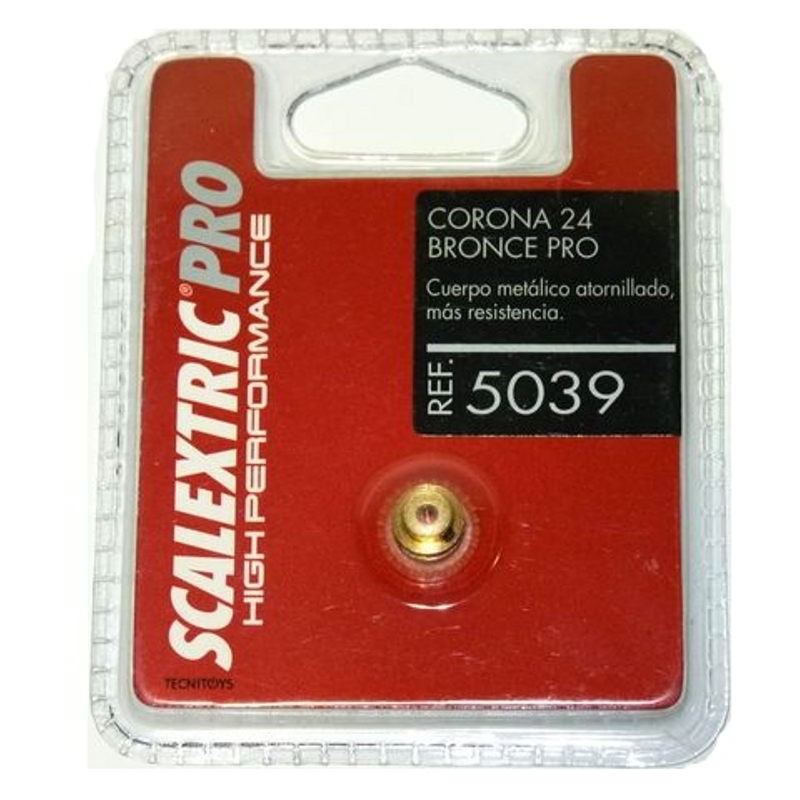 SCALEXTRIC® PRO
HIGH PERFORMANCE
CORONA 24
BRONCE PRO
Cuerpo metálico atornillado,
más resistencia.
REF. 5039
TECNITOYS